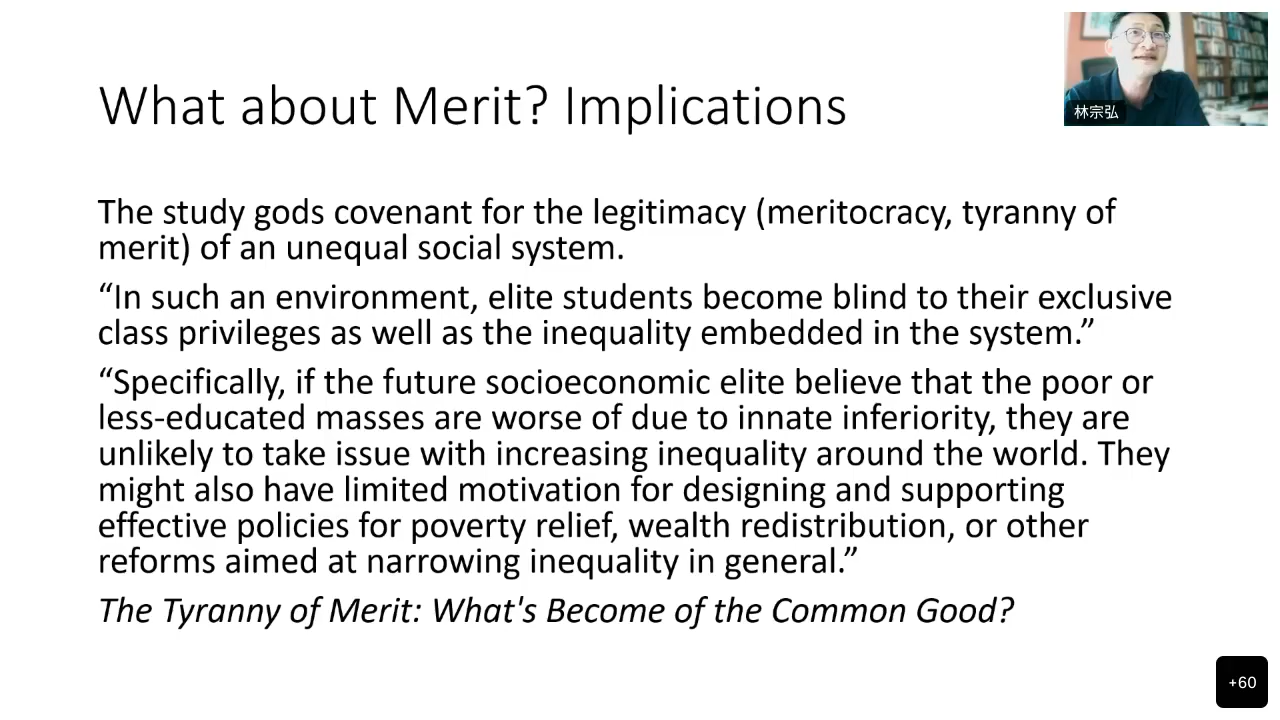 What about Merit? Implications
林宗弘
The study gods covenant for the legitimacy (meritocracy, tyranny of
merit) of an unequal social system.
“In such an environment, elite students become blind to their exclusive
class privileges as well as the inequality embedded in the system.”
“Specifically, if the future socioeconomic elite believe that the poor or
less-educated masses are worse of due to innate inferiority, they are
unlikely to take issue with increasing inequality around the world. They
might also have limited motivation for designing and supporting
effective policies for poverty relief, wealth redistribution, or other
reforms aimed at narrowing inequality in general.”
The Tyranny of Merit: What's Become of the Common Good?
+60